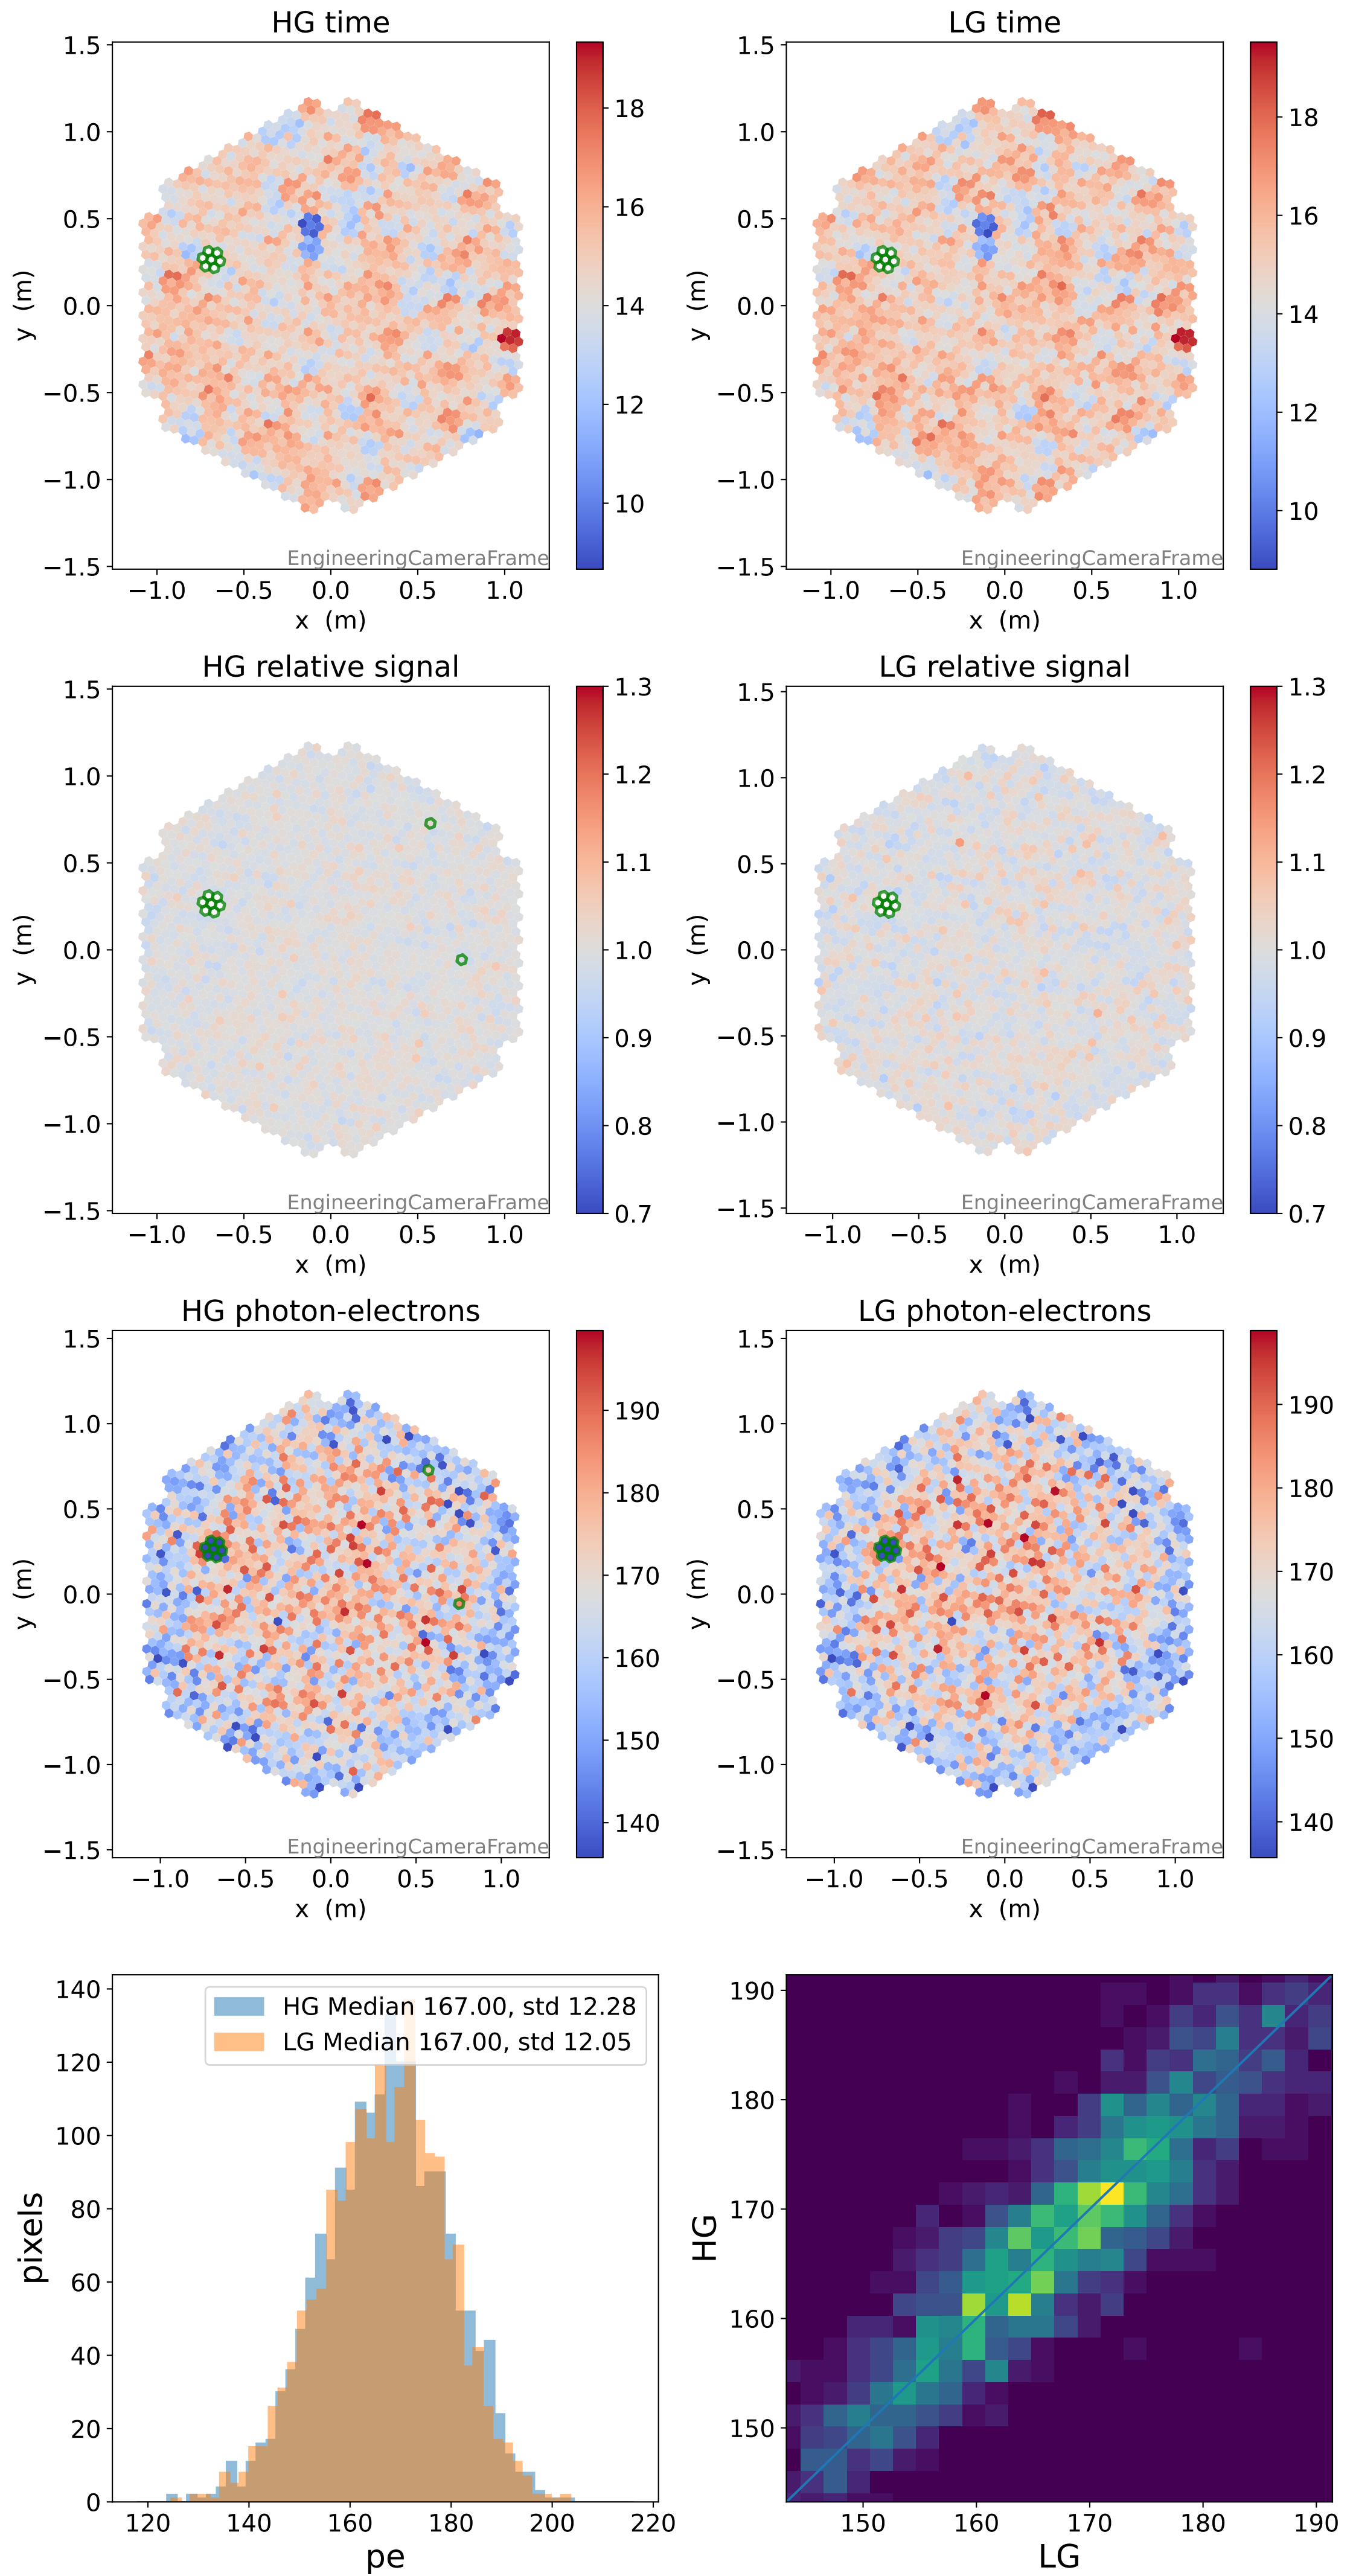 HG time
LG time
1.5
1.0
0.5
0.0
−0.5
−1.0
−1.5
y (m)
−1.0 −0.5 0.0 0.5 1.0
x (m)
EngineeringCameraFrame
18
16
14
12
10
1.5
1.0
0.5
0.0
−0.5
−1.0
−1.5
y (m)
−1.0 −0.5 0.0 0.5 1.0
x (m)
EngineeringCameraFrame
18
16
14
12
10
HG relative signal
LG relative signal
1.5
1.0
0.5
0.0
−0.5
−1.0
−1.5
y (m)
−1.0 −0.5 0.0 0.5 1.0
x (m)
EngineeringCameraFrame
1.3
1.2
1.1
1.0
0.9
0.8
0.7
1.5
1.0
0.5
0.0
−0.5
−1.0
−1.5
y (m)
−1.0 −0.5 0.0 0.5 1.0
x (m)
EngineeringCameraFrame
1.3
1.2
1.1
1.0
0.9
0.8
0.7
HG photon-electrons
LG photon-electrons
1.5
1.0
0.5
0.0
−0.5
−1.0
−1.5
y (m)
−1.0 −0.5 0.0 0.5 1.0
x (m)
EngineeringCameraFrame
190
180
170
160
150
140
1.5
1.0
0.5
0.0
−0.5
−1.0
−1.5
y (m)
−1.0 −0.5 0.0 0.5 1.0
x (m)
EngineeringCameraFrame
190
180
170
160
150
140
HG Median 167.00, std 12.28
LG Median 167.00, std 12.05
140
120
100
80
60
40
20
0
pixels
120 140 160 180 200 220
pe
190
180
170
160
150
HG
150 160 170 180 190
LG